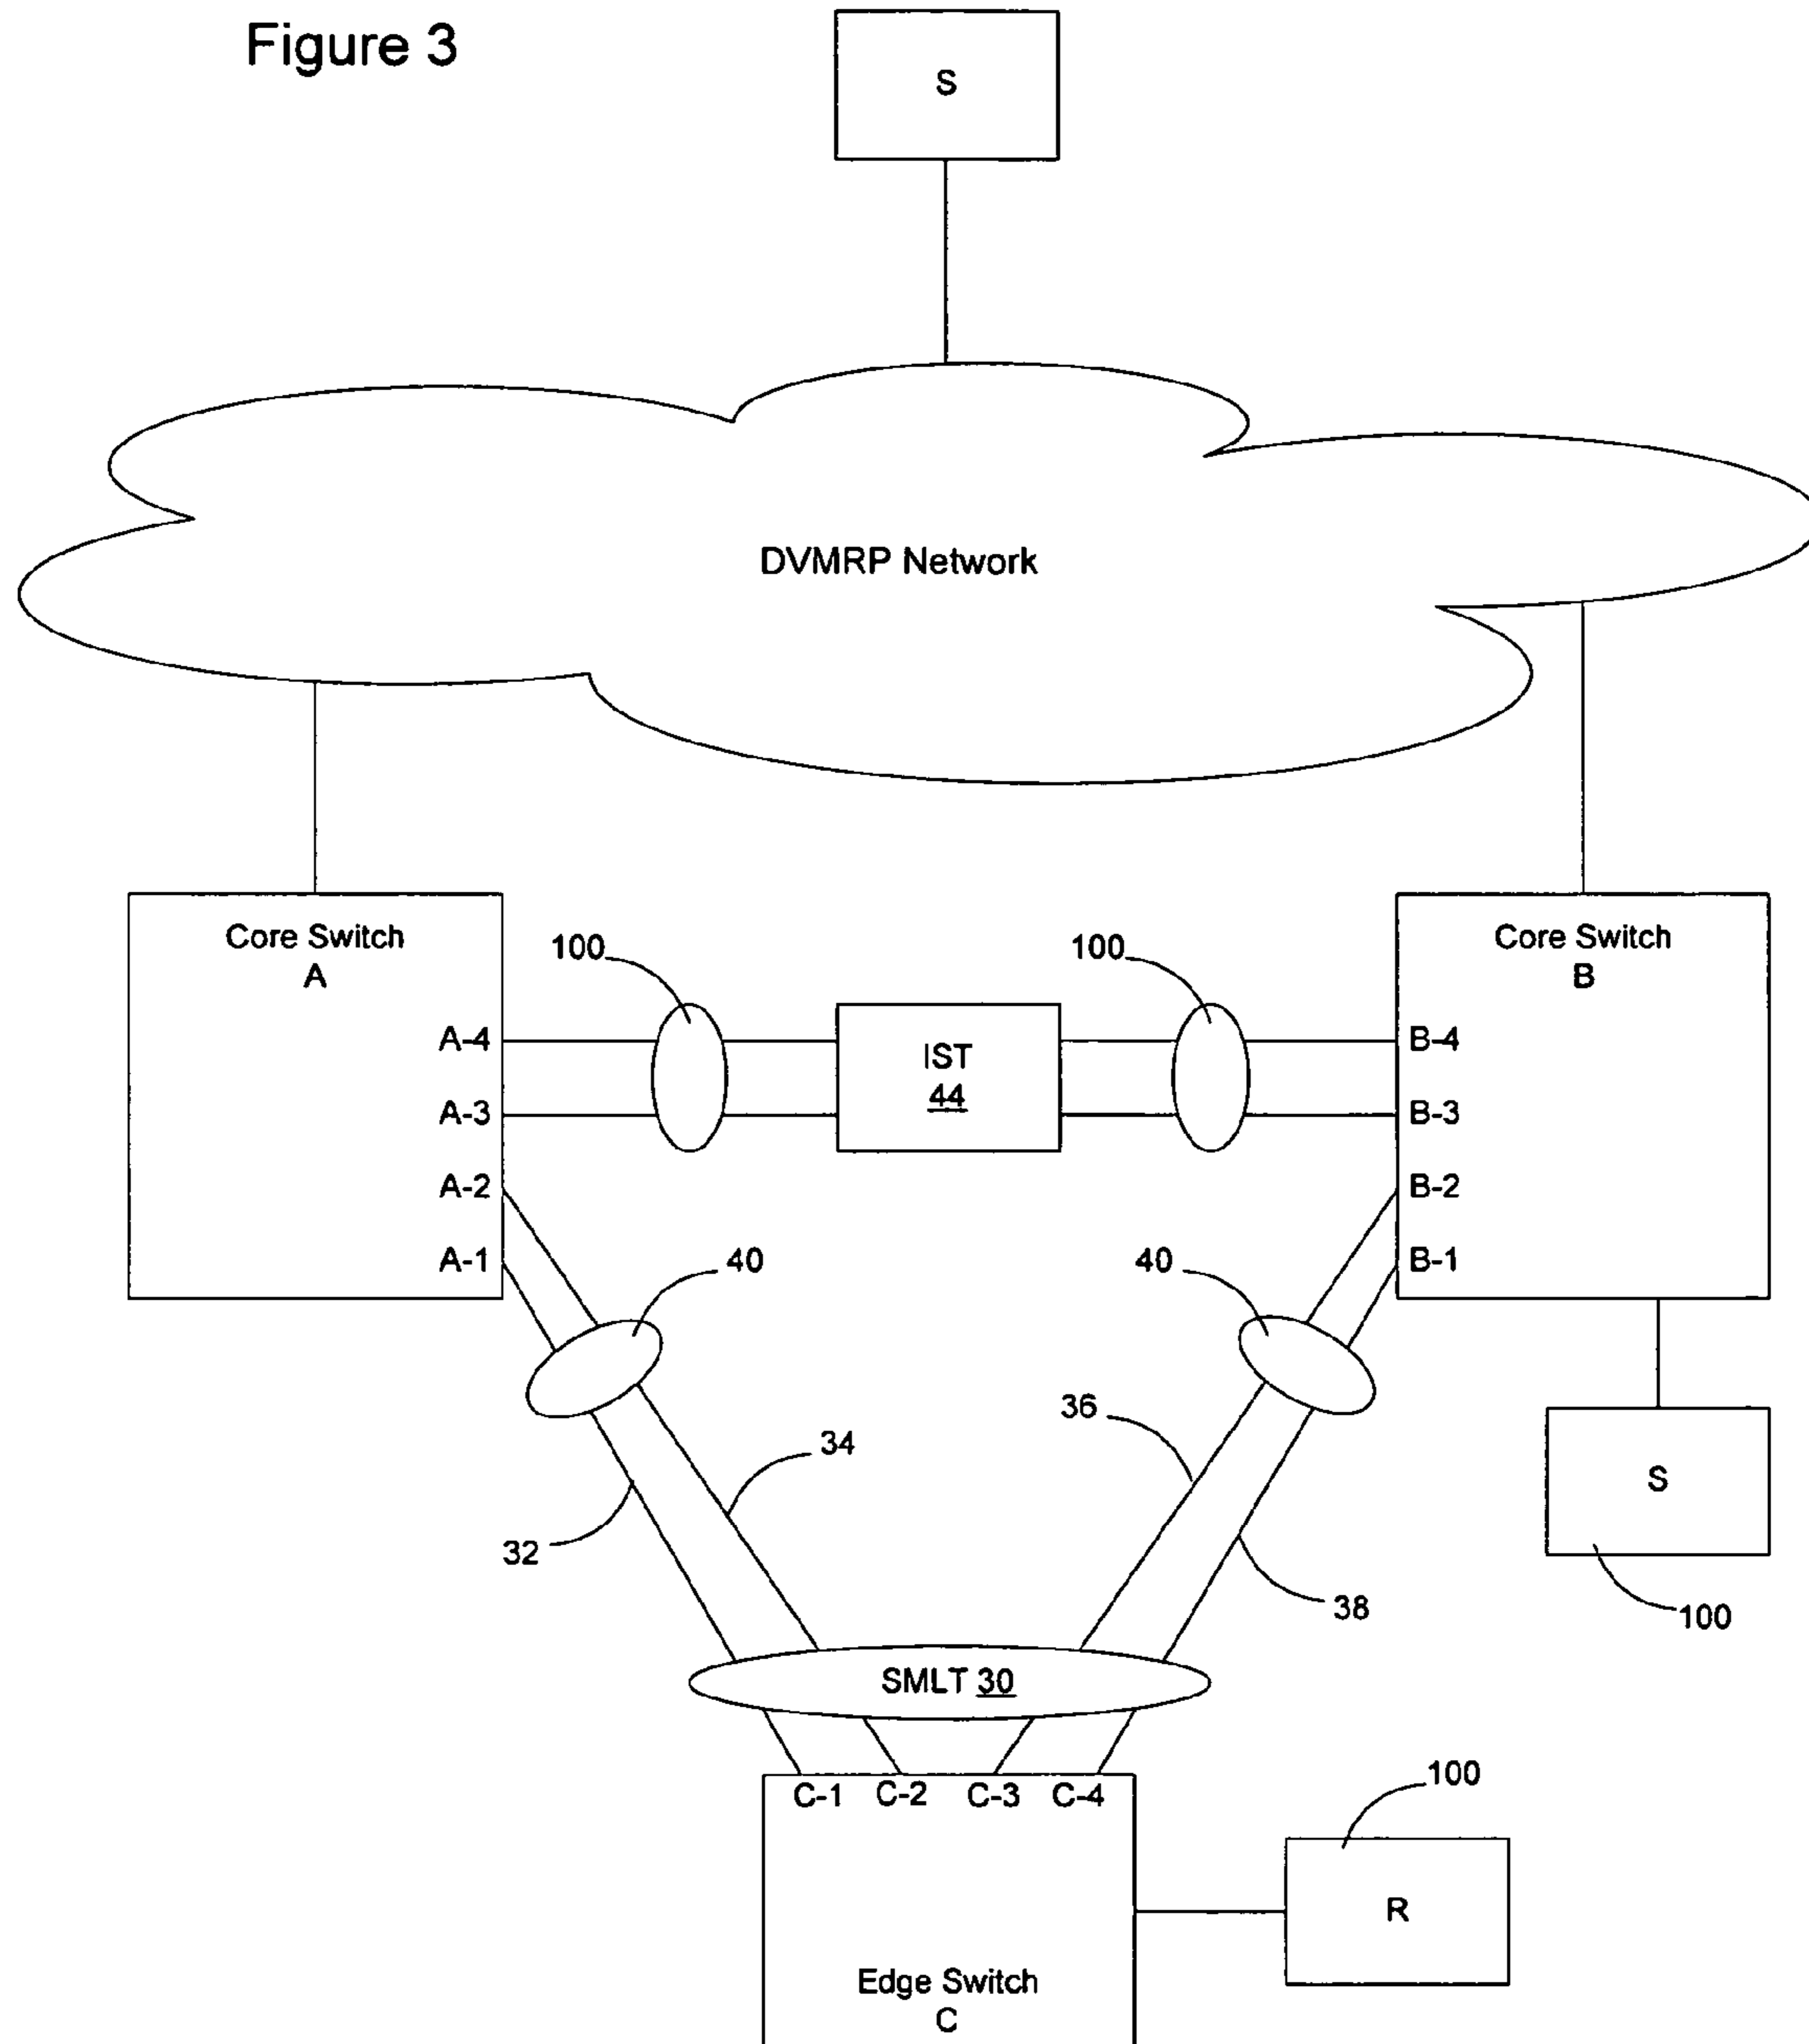 Figure 3
S
DVMRP Network
Core Switch
A
Core Switch
B
100
100
A-4
A-3
A-2
A-1
IST
44
B-4
B-3
B-2
B-1
40
40
34
32
36
38
S
100
SMLT 30
C-1 C-2 C-3 C-4
100
R
Edge Switch
C